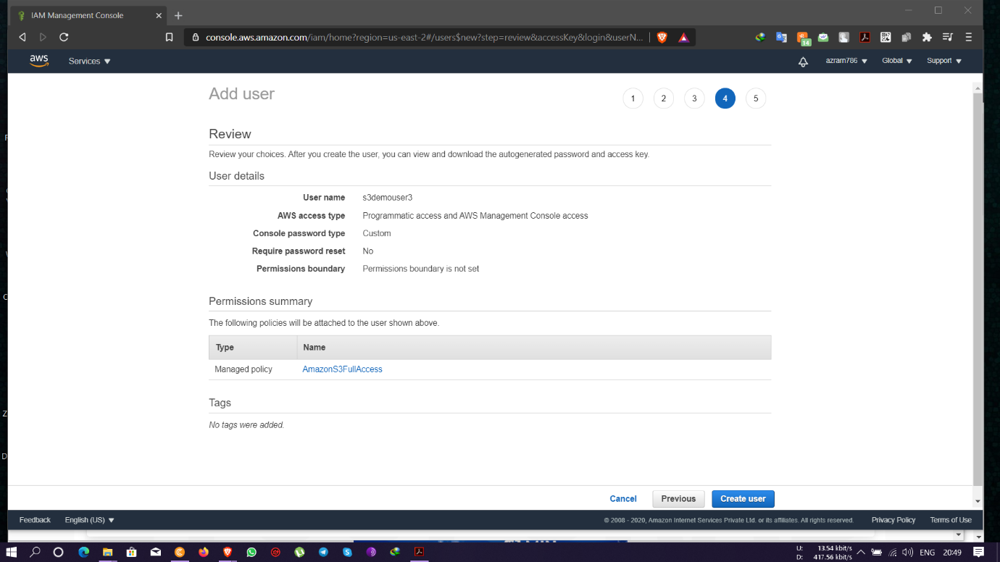 IAM Management Console
console.aws.amazon.com/iam/home?region=us-east-2#/users$new?step=review&accessKey&login&userN...
14
aws
Services
azram786
Global
Support
Add user
1 2 3 4 5
Review
Review your choices. After you create the user, you can view and download the autogenerated password and access key.
User details
User name s3demouser3
AWS access type Programmatic access and AWS Management Console access
Console password type Custom
Require password reset No
Permissions boundary Permissions boundary is not set
Permissions summary
The following policies will be attached to the user shown above.
Type Name
Managed policy AmazonS3FullAccess
Tags
No tags were added.
Cancel Previous Create user
Feedback English (US) © 2008 - 2020, Amazon Internet Services Private Ltd. or its affiliates. All rights reserved. Privacy Policy Terms of Use
U: 13.54 kbit/s
D: 417.56 kbit/s
ENG 20:49